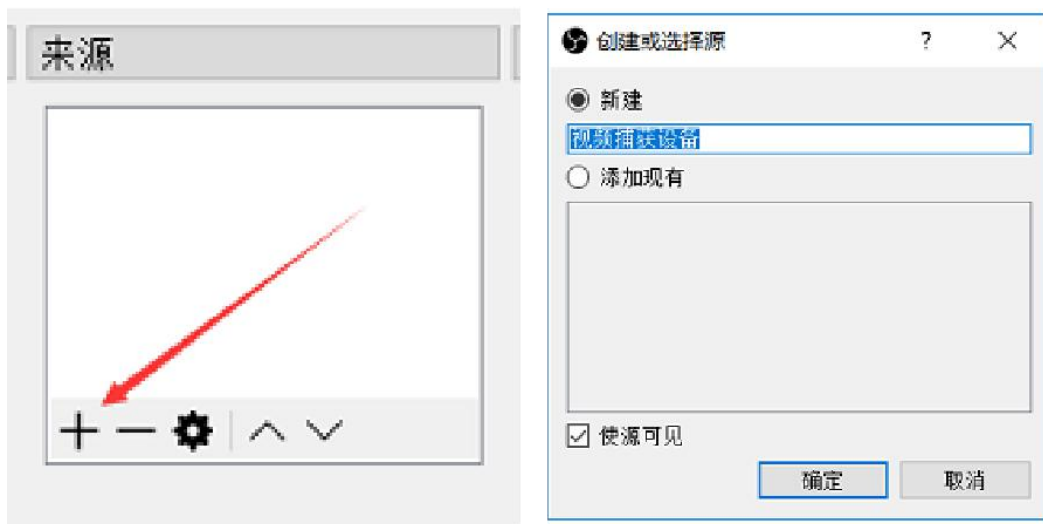 来源
创建或选择源
新建
视频捕获设备
添加现有
使源可见
确定
取消